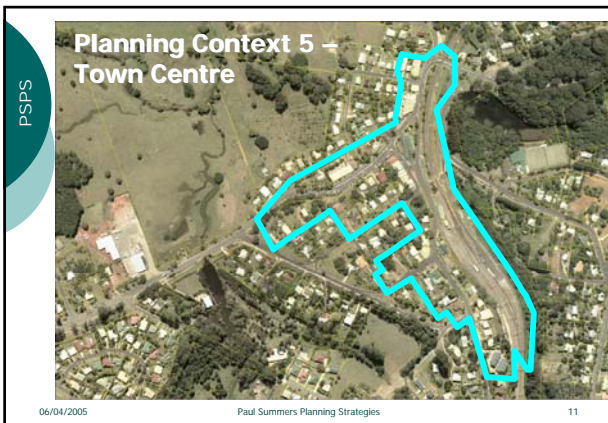 Planning Context 5 –
Town Centre
PSPS
06/04/2005
Paul Summers Planning Strategies
11